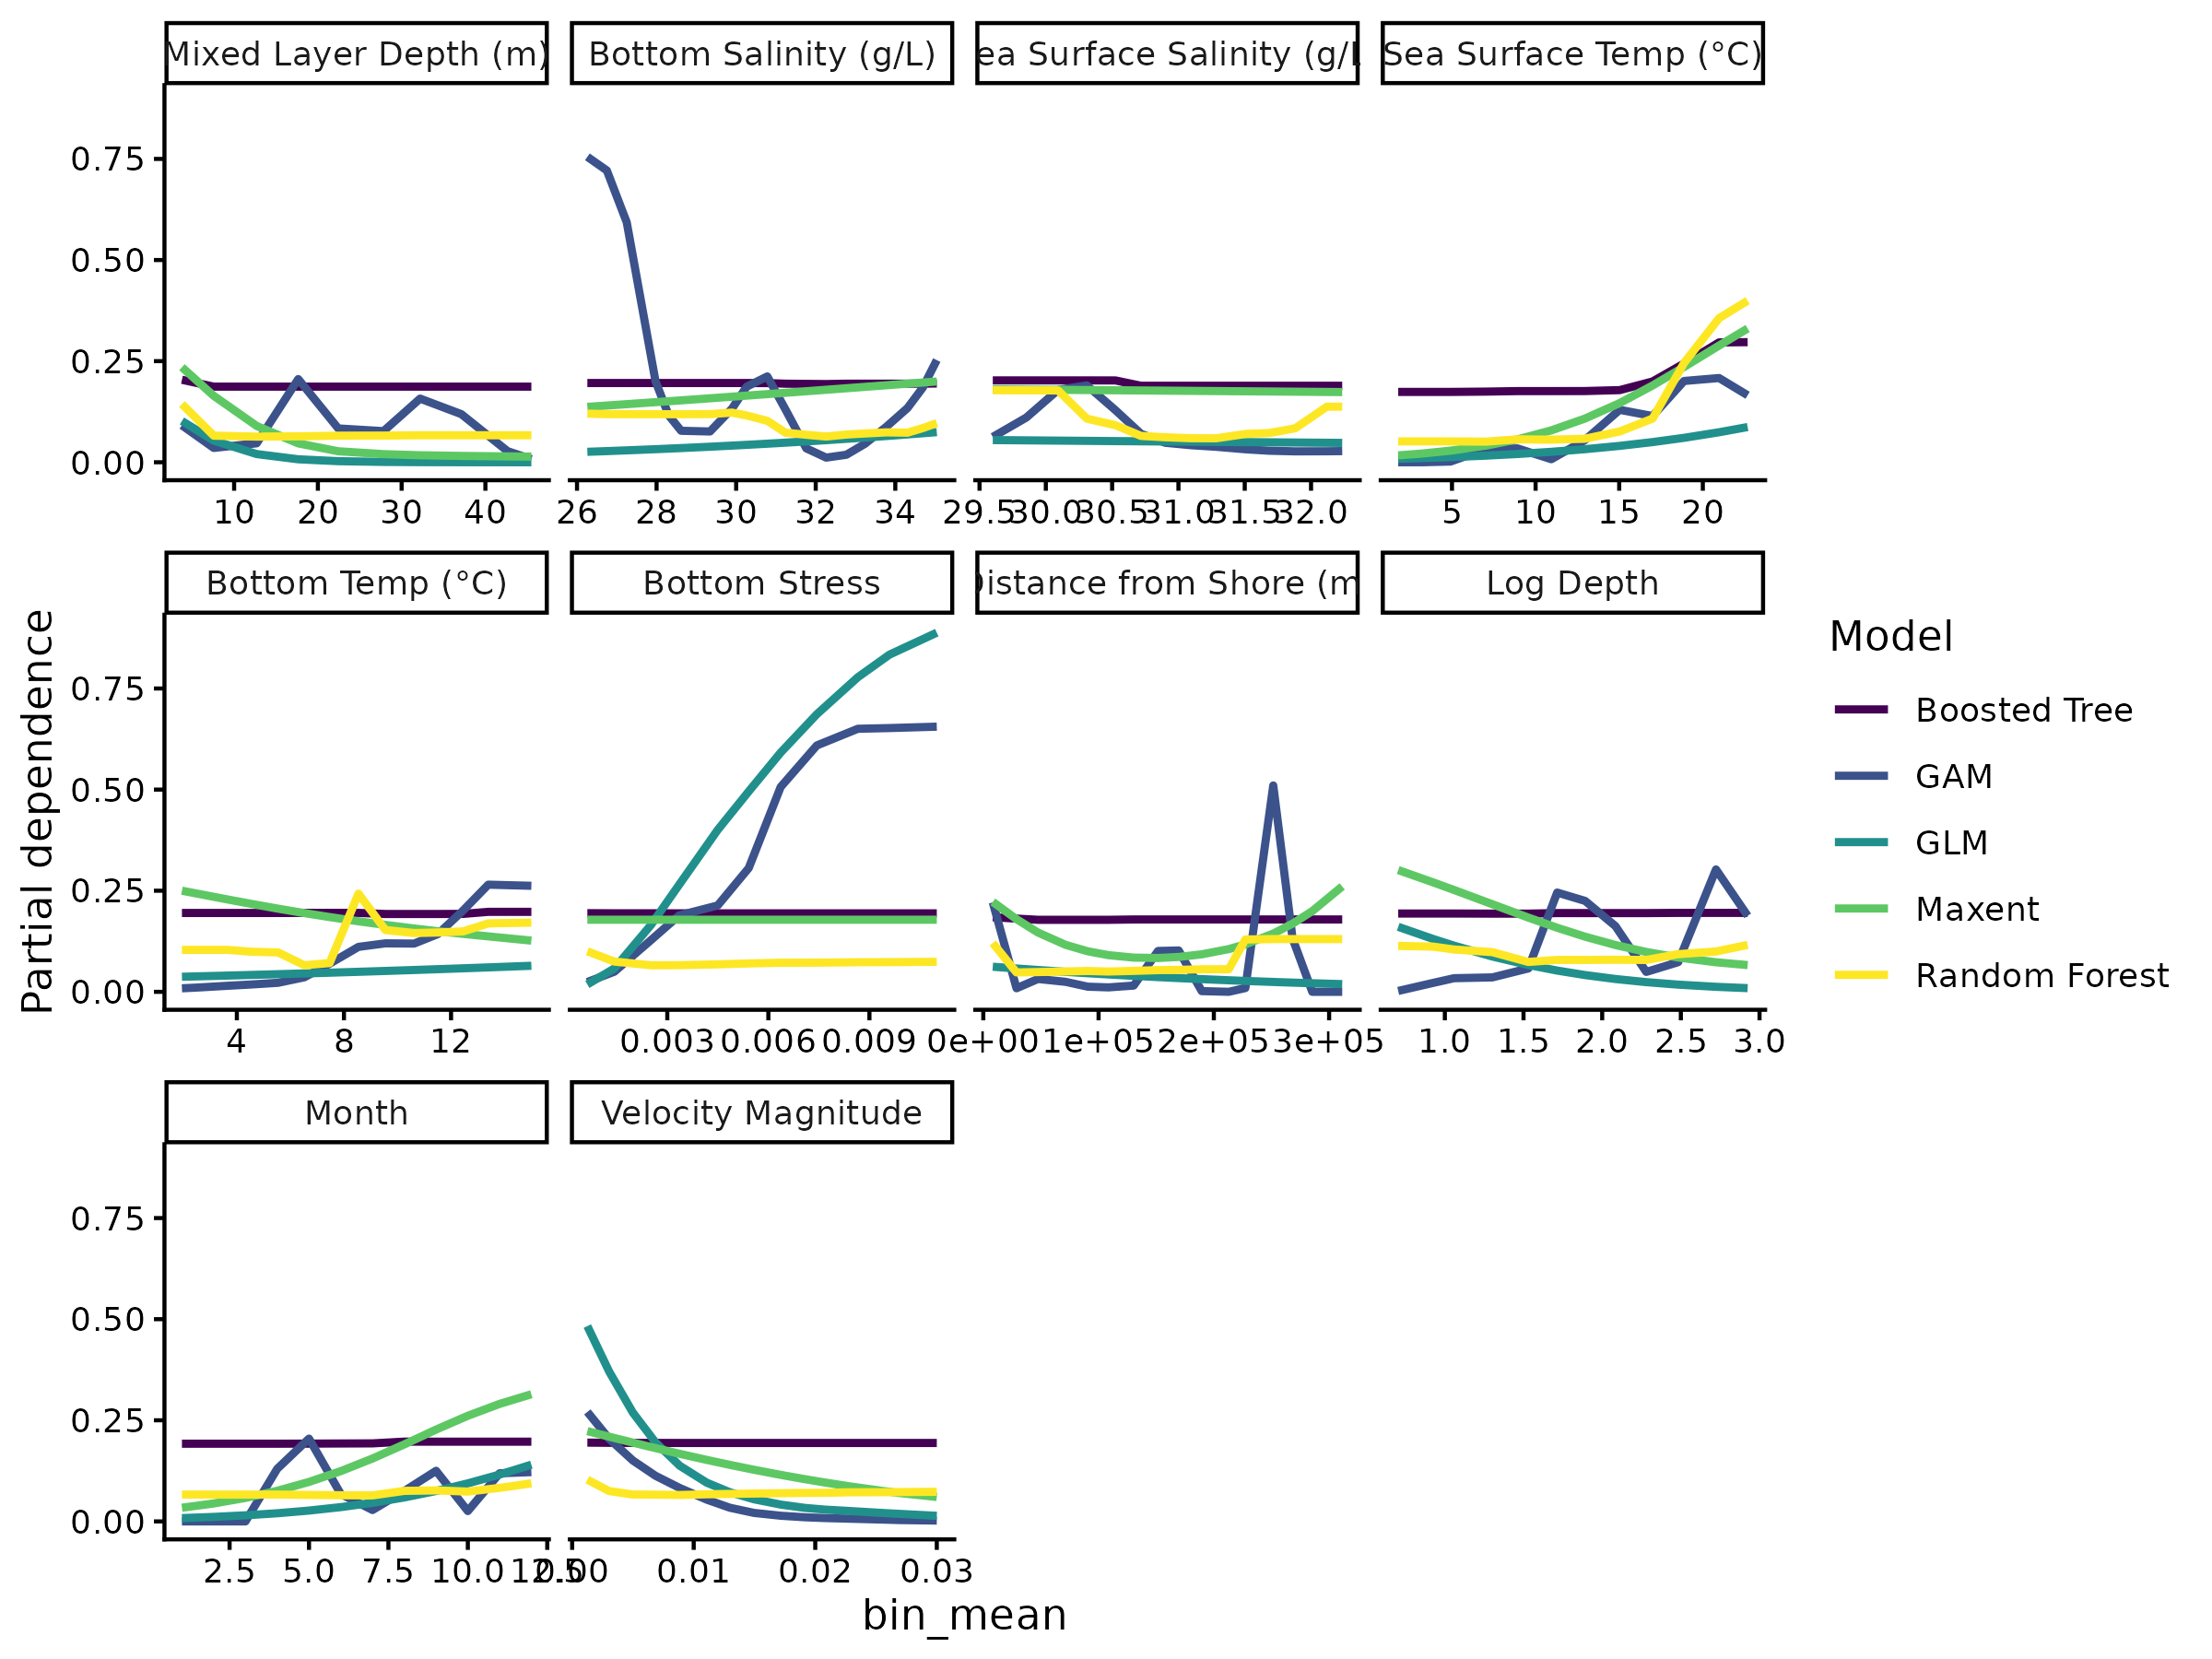 Mixed Layer Depth (m)
Bottom Salinity (g/L)
ea Surface Salinity (g/L
Sea Surface Temp (°C)
0.75
0.50
0.25
0.00
10 20 30 40
26 28 30 32 34
29.5 30.0 30.5 31.0 31.5 32.0
5 10 15 20
Bottom Temp (°C)
Bottom Stress
Distance from Shore (m
Log Depth
0.75
0.50
0.25
0.00
4 8 12
0.003 0.006 0.009
0e+00 1e+05 2e+05 3e+05
1.0 1.5 2.0 2.5 3.0
Month
Velocity Magnitude
0.75
0.50
0.25
0.00
2.5 5.0 7.5 10.0 12.5
0.00 0.01 0.02 0.03
bin_mean
Partial dependence
Model
Boosted Tree
GAM
GLM
Maxent
Random Forest